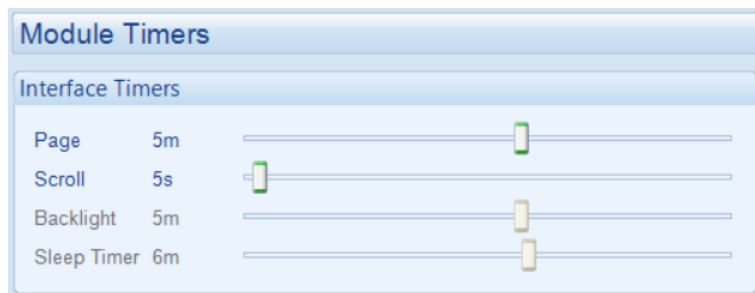 Module Timers
Interface Timers
Page 5m
Scroll 5s
Backlight 5m
Sleep Timer 6m